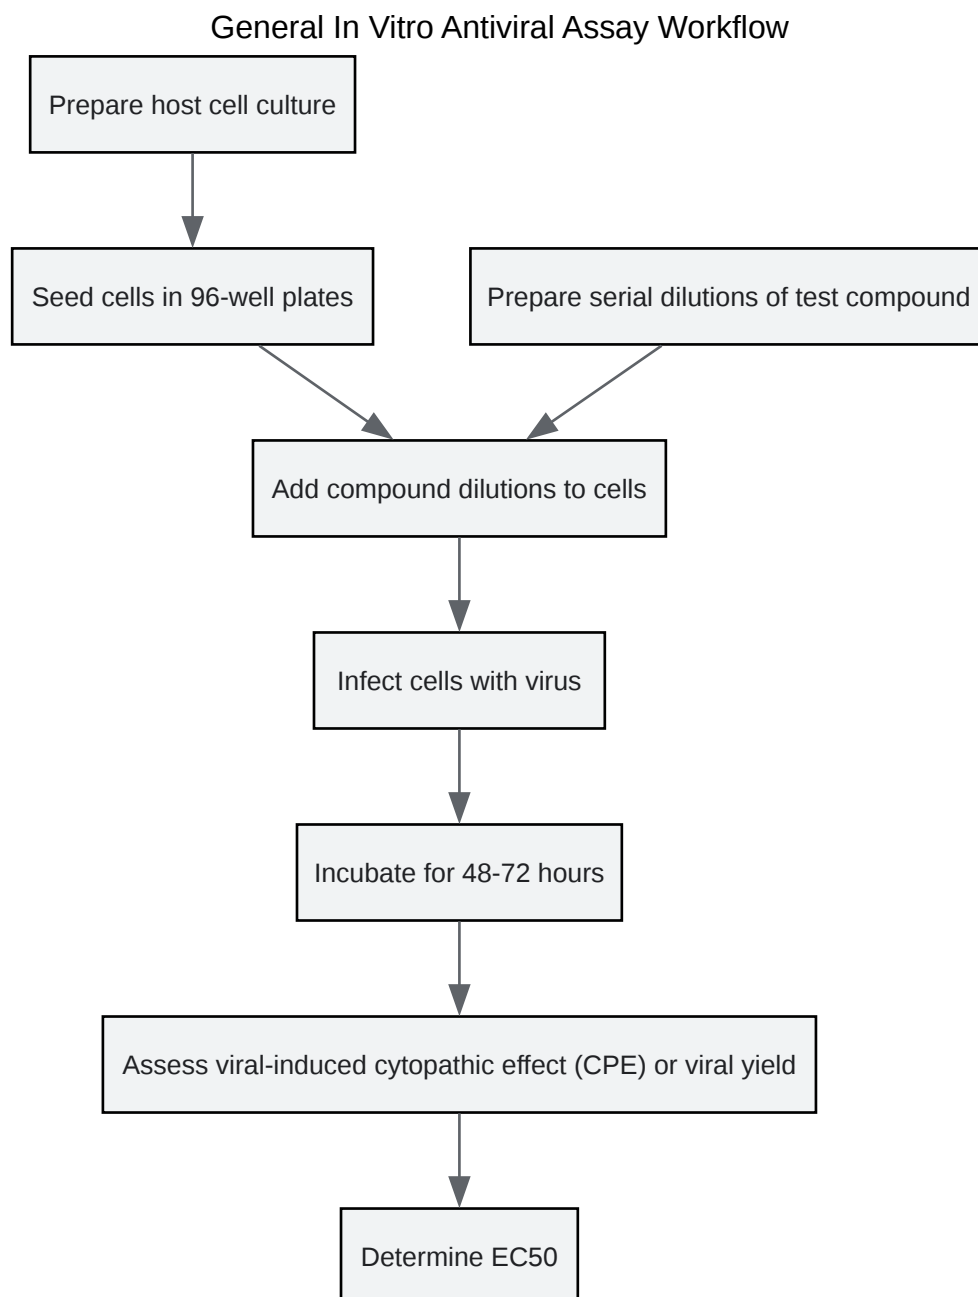 General In Vitro Antiviral Assay Workflow
Prepare host cell culture
Seed cells in 96-well plates
Prepare serial dilutions of test compound
Add compound dilutions to cells
Infect cells with virus
Incubate for 48-72 hours
Assess viral-induced cytopathic effect (CPE) or viral yield
Determine EC50